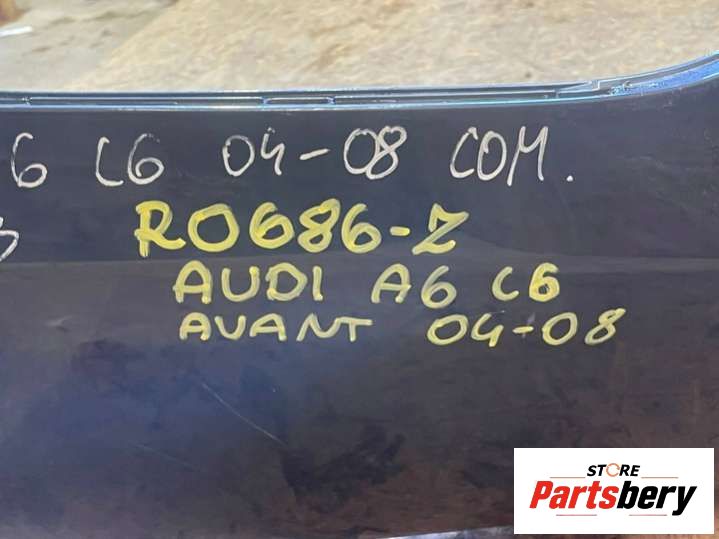 6 C6 04-08 COM.
R0686-Z
AUDI A6 C6
AVANT 04-08
STORE
Partsbery